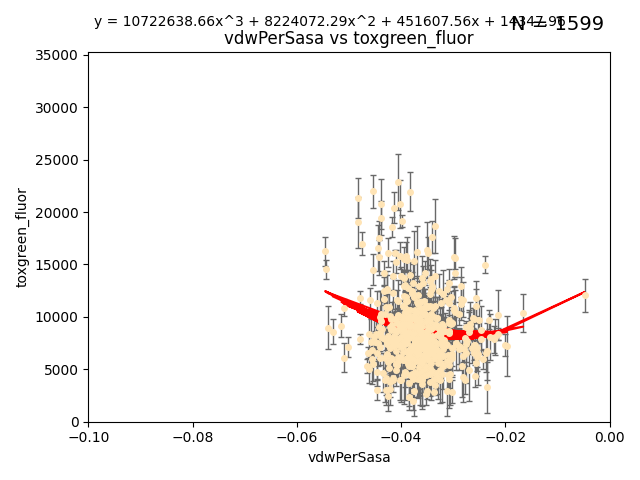 y = 10722638.66x^3 + 8224072.29x^2 + 451607.56x + 14347.96
N = 1599
vdwPerSasa vs toxgreen_fluor
35000
30000
25000
20000
15000
10000
5000
0
toxgreen_fluor
−0.10
−0.08
−0.06
−0.04
−0.02
0.00
vdwPerSasa